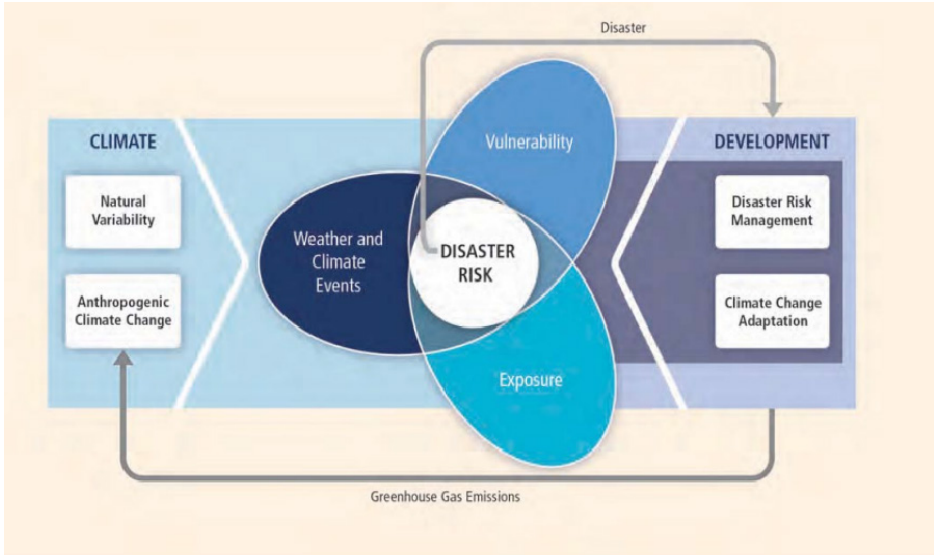 Disaster
CLIMATE
Natural
Variability
Anthropogenic
Climate Change
Weather and
Climate
Events
Vulnerability
DISASTER
RISK
Exposure
DEVELOPMENT
Disaster Risk
Management
Climate Change
Adaptation
Greenhouse Gas Emissions